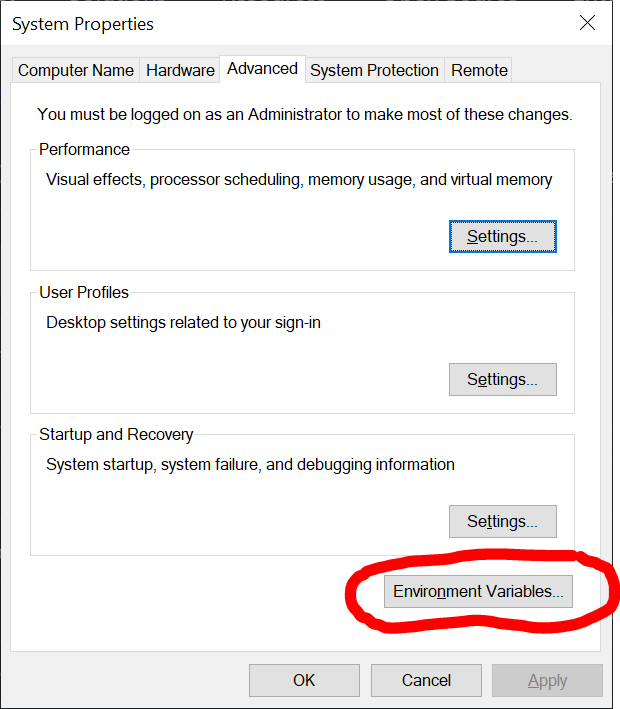 System Properties
Computer Name Hardware Advanced System Protection Remote
You must be logged on as an Administrator to make most of these changes.
Performance
Visual effects, processor scheduling, memory usage, and virtual memory
Settings...
User Profiles
Desktop settings related to your sign-in
Settings...
Startup and Recovery
System startup, system failure, and debugging information
Settings...
Environment Variables...
OK Cancel Apply